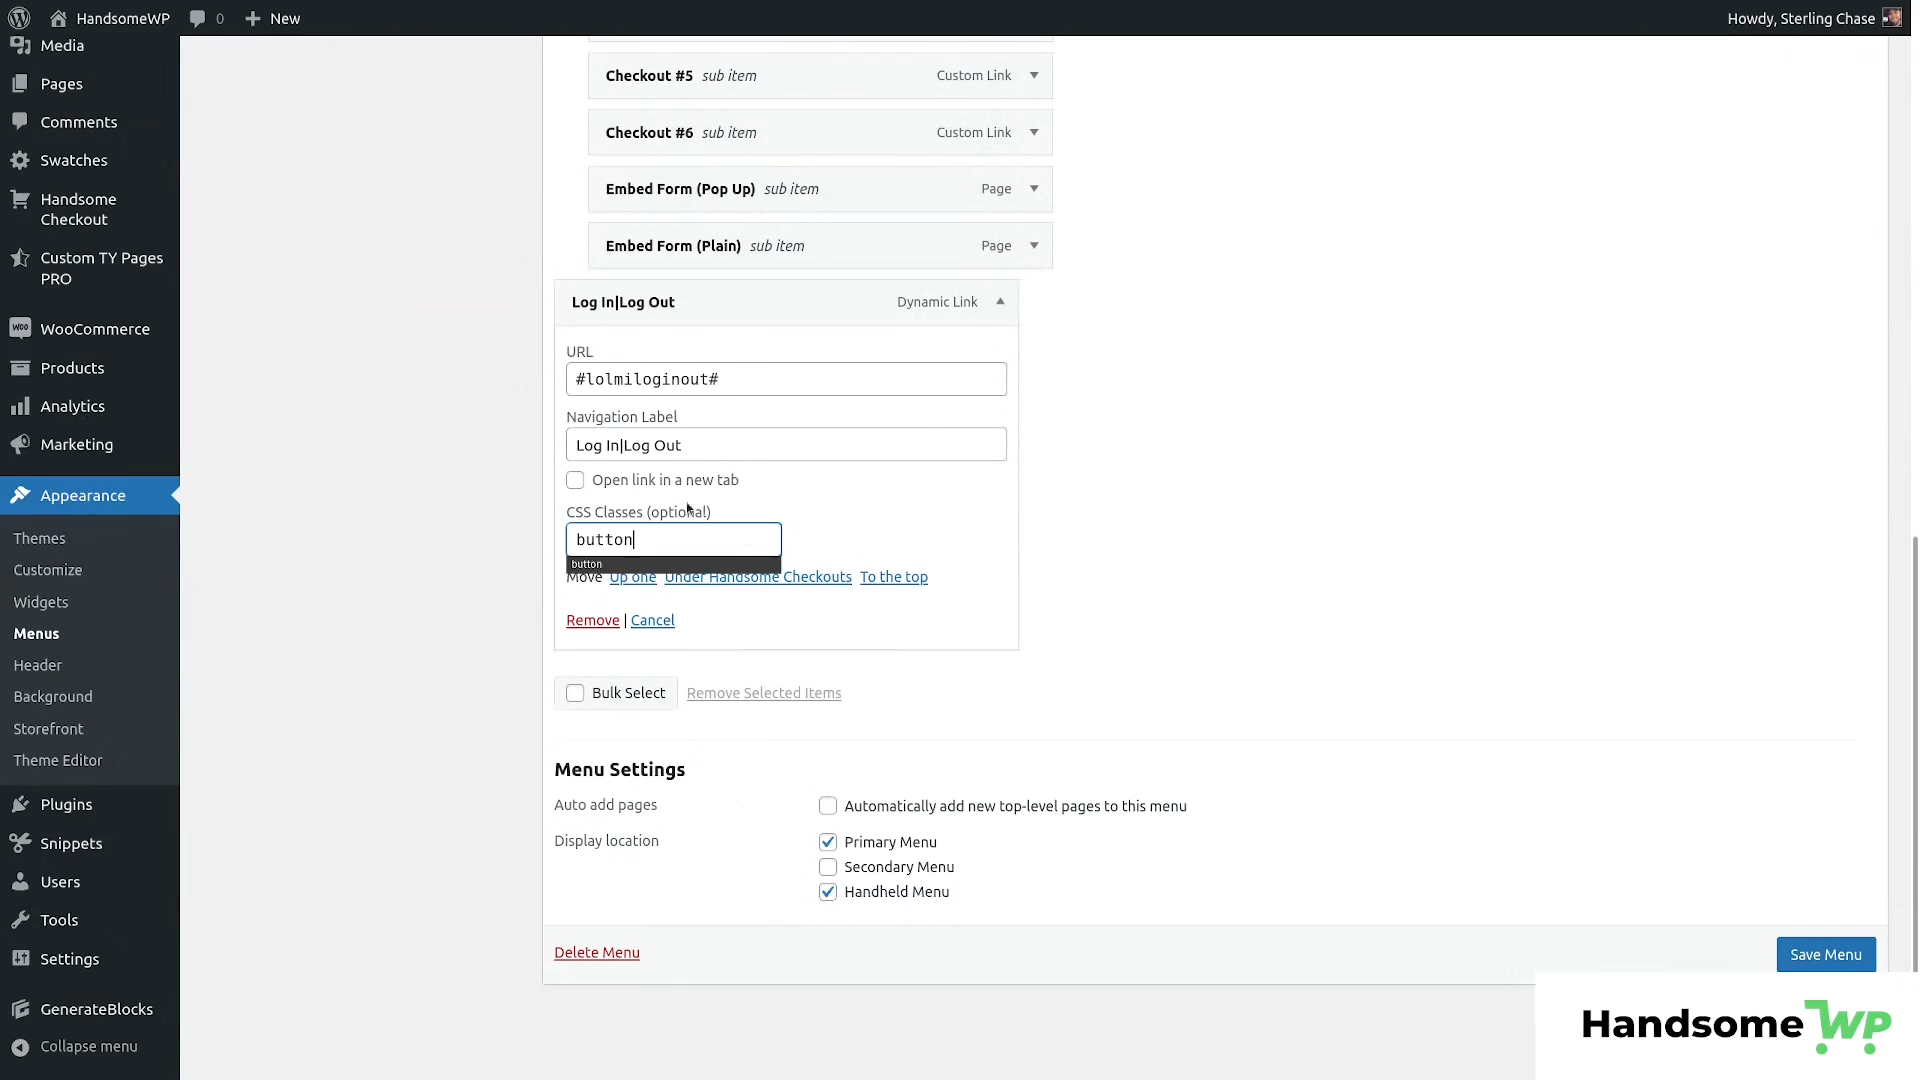 HandsomeWP
0
New
Howdy, Sterling Chase
Media
Pages
Comments
Swatches
Handsome
Checkout
Custom TY Pages
PRO
WooCommerce
Products
Analytics
Marketing
Appearance
Themes
Customize
Widgets
Menus
Header
Background
Storefront
Theme Editor
Plugins
Snippets
Users
Tools
Settings
GenerateBlocks
Collapse menu
Checkout #5 sub item Custom Link
Checkout #6 sub item Custom Link
Embed Form (Pop Up) sub item Page
Embed Form (Plain) sub item Page
Log In|Log Out Dynamic Link
URL
#lolmiloginout#
Navigation Label
Log In|Log Out
Open link in a new tab
CSS Classes (optional)
button
button
Move Up one Under Handsome Checkouts To the top
Remove | Cancel
Bulk Select Remove Selected Items
Menu Settings
Auto add pages Automatically add new top-level pages to this menu
Display location Primary Menu
Secondary Menu
Handheld Menu
Delete Menu Save Menu
HandsomeWP